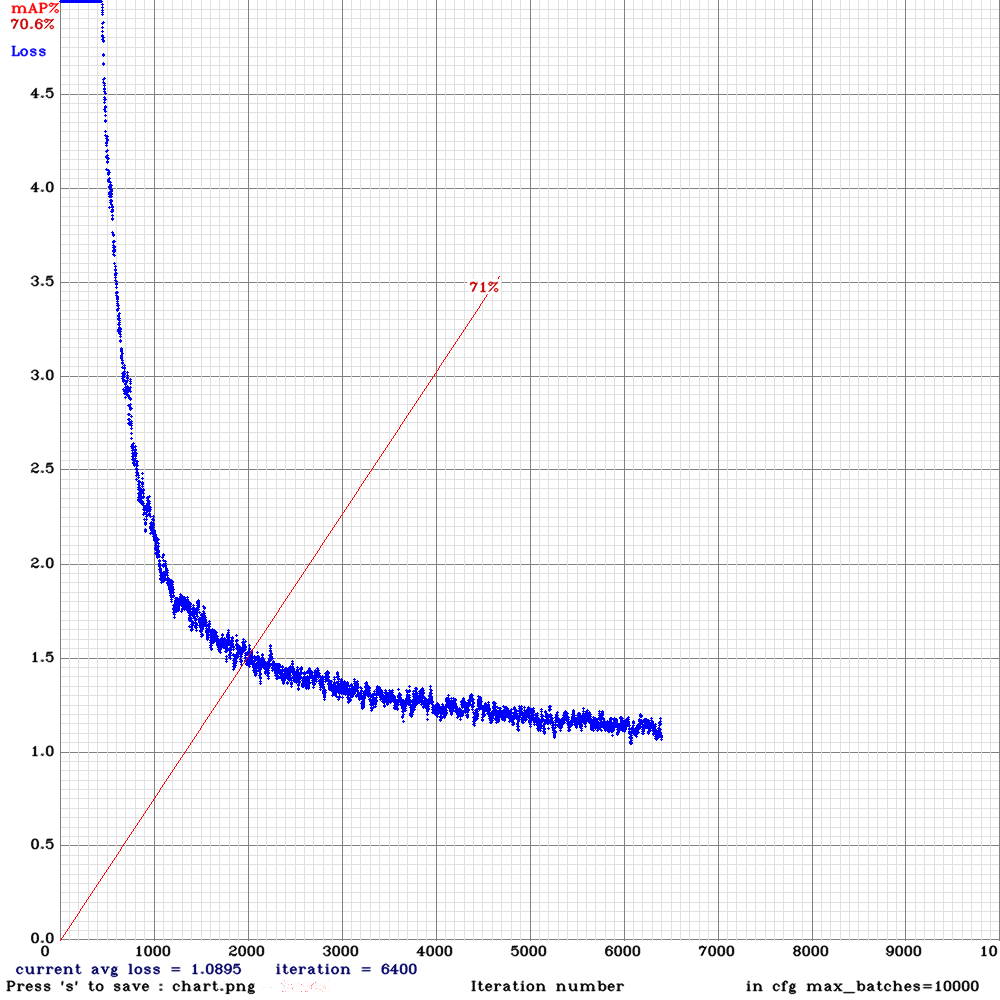 mAP%
70.6%
Loss
4.5
4.0
3.5
71%
3.0
2.5
2.0
1.5
1.0
0.5
0.0
0 1000 2000 3000 4000 5000 6000 7000 8000 9000 10
current avg loss = 1.0895 iteration = 6400
Press 's' to save : chart.png - Saved Iteration number in cfg max_batches=10000